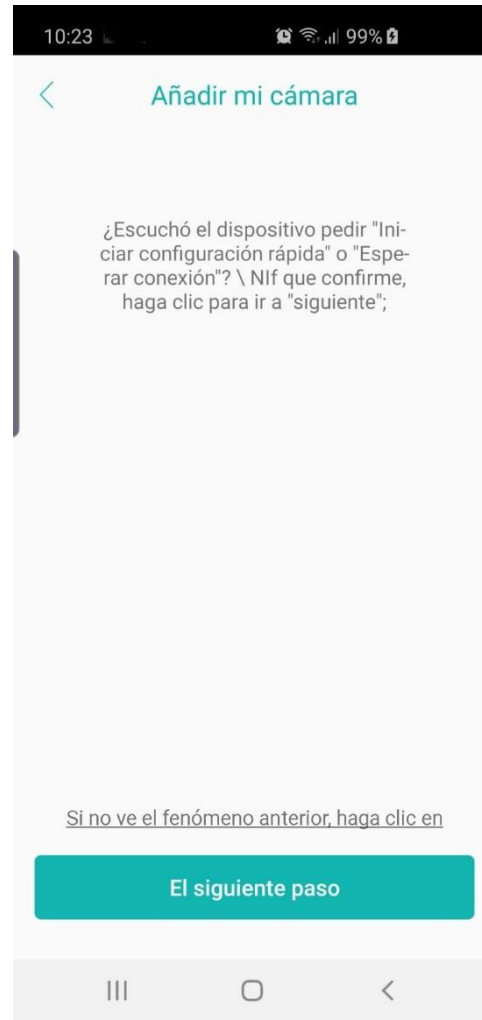 10:23
99%
Añadir mi cámara
¿Escuchó el dispositivo pedir "Ini-
ciar configuración rápida" o "Espe-
rar conexión"? \ NIf que confirme,
haga clic para ir a "siguiente";
Si no ve el fenómeno anterior, haga clic en
El siguiente paso